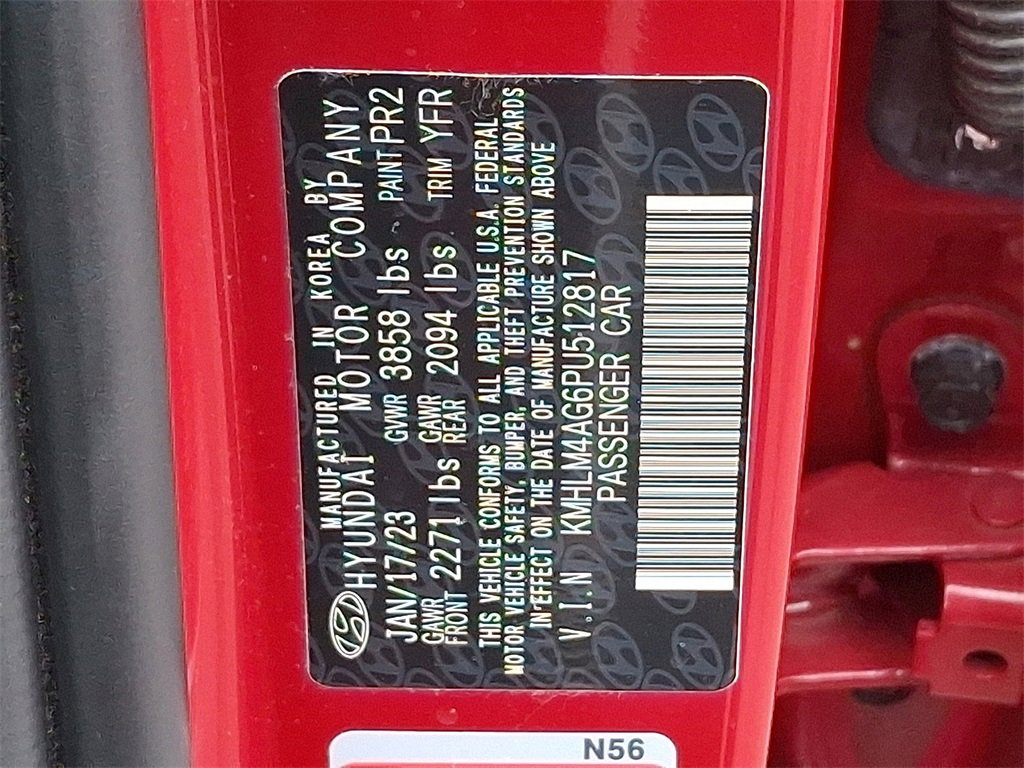 MANUFACTURED IN KOREA BY
HYUNDAI MOTOR COMPANY
JAN/17/23 GVWR 3858 lbs PAINT PR2
GAWR FRONT 2271 lbs GAWR REAR 2094 lbs TRIM YFR
THIS VEHICLE CONFORMS TO ALL APPLICABLE U.S.A. FEDERAL
MOTOR VEHICLE SAFETY, BUMPER, AND THEFT PREVENTION STANDARDS
IN EFFECT ON THE DATE OF MANUFACTURE SHOWN ABOVE
V.I.N KMHLM4AG6PU512817
PASSENGER CAR
N56